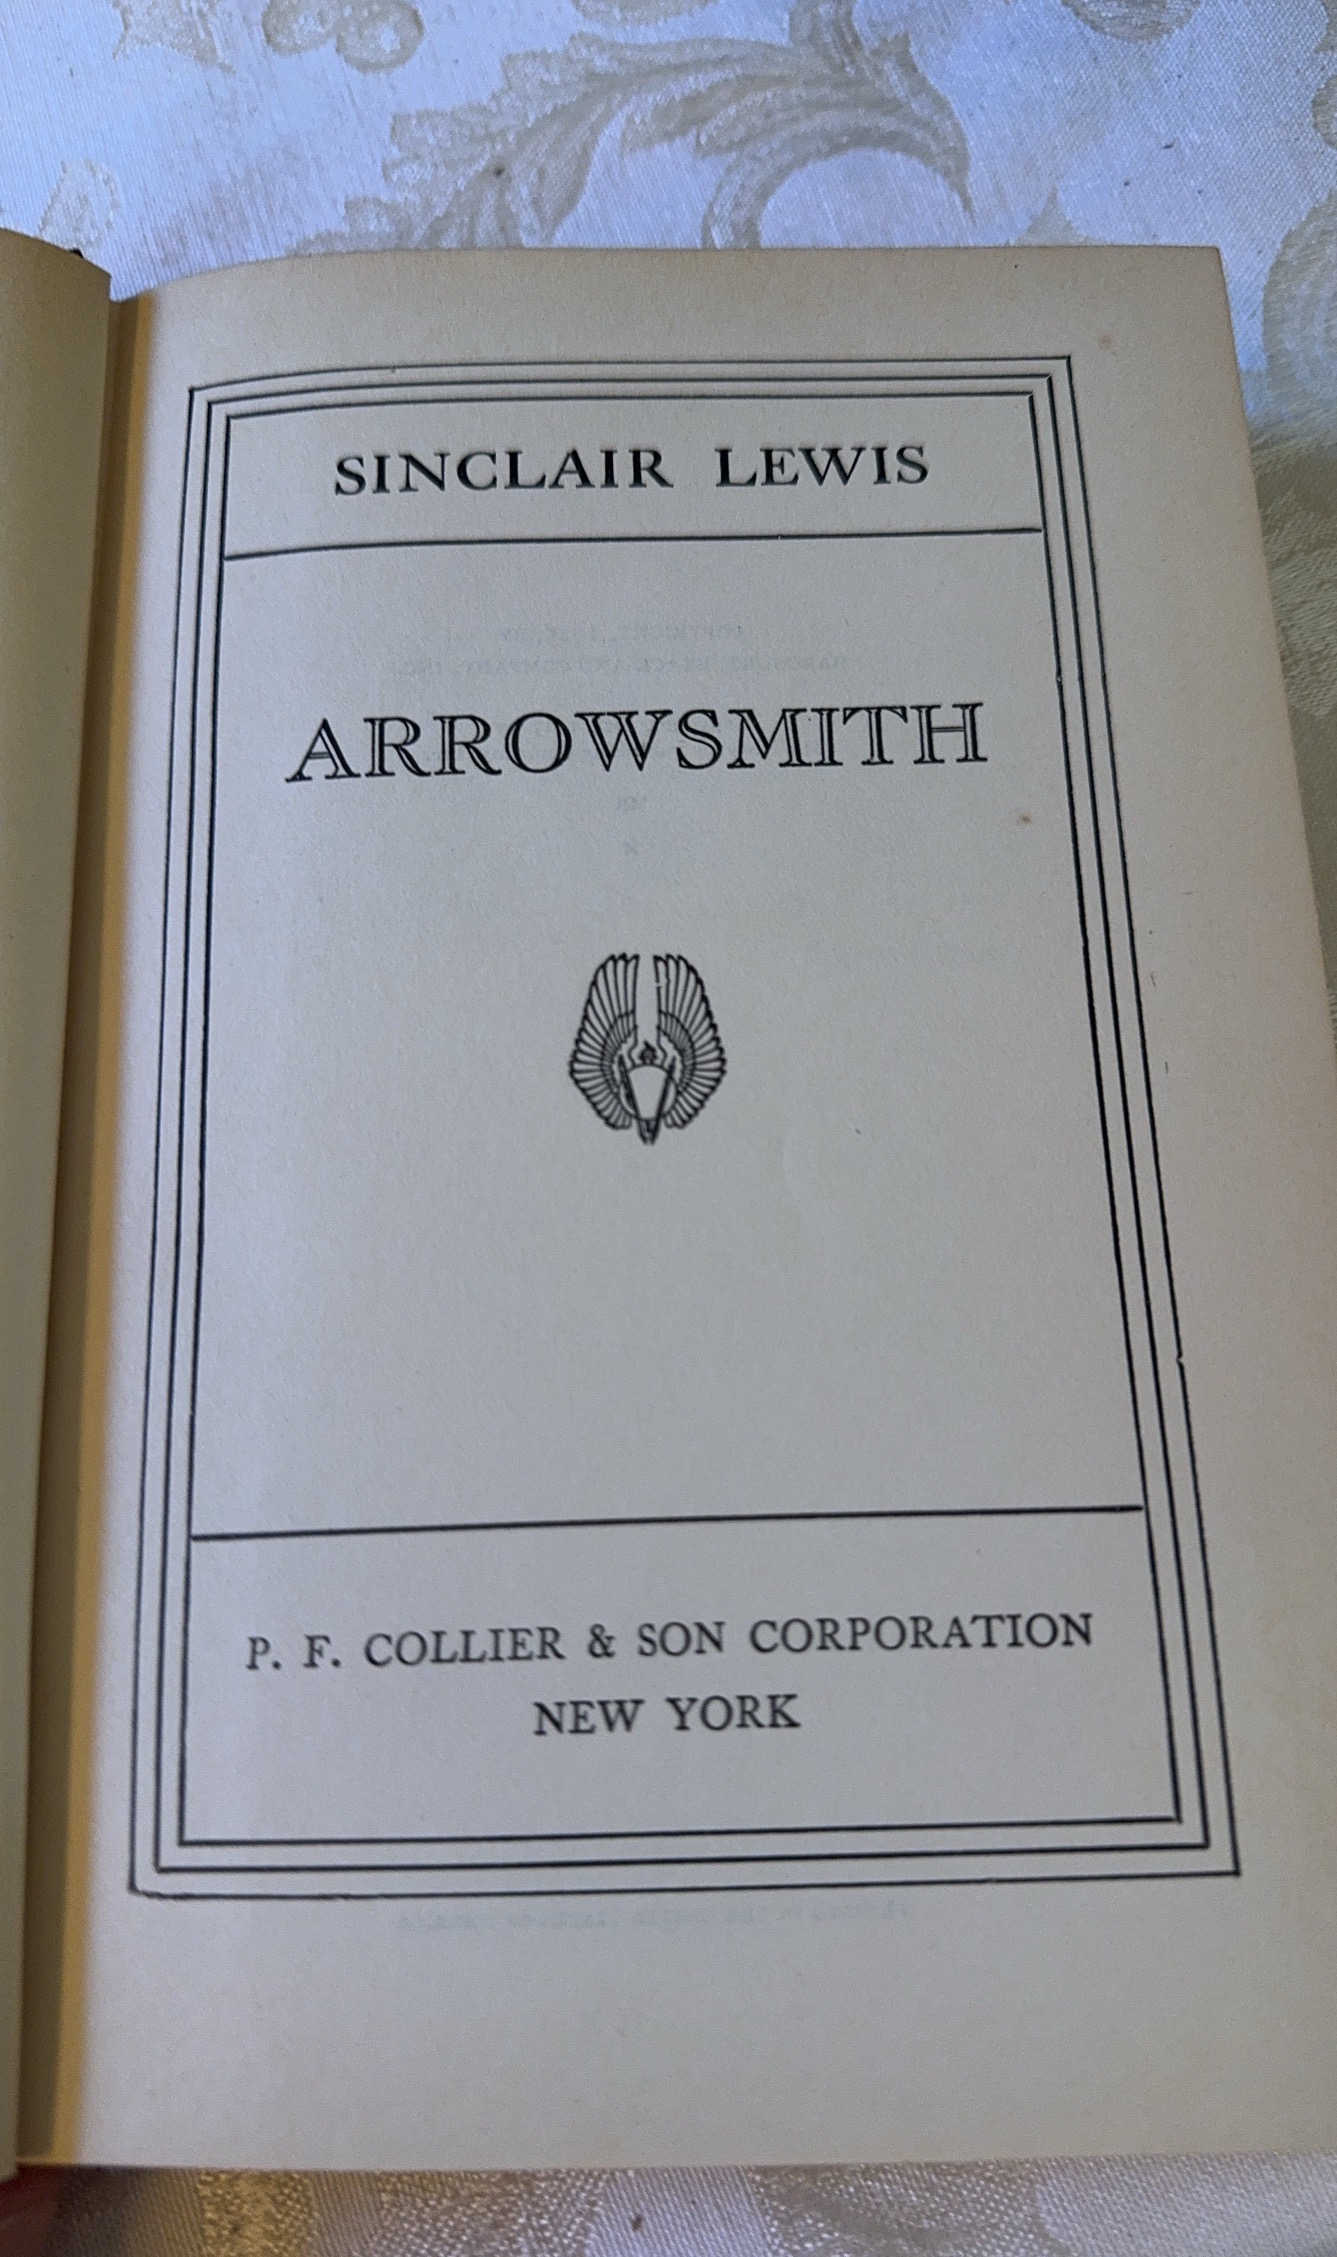 SINCLAIR LEWIS
ARROWSMITH
P. F. COLLIER & SON CORPORATION
NEW YORK